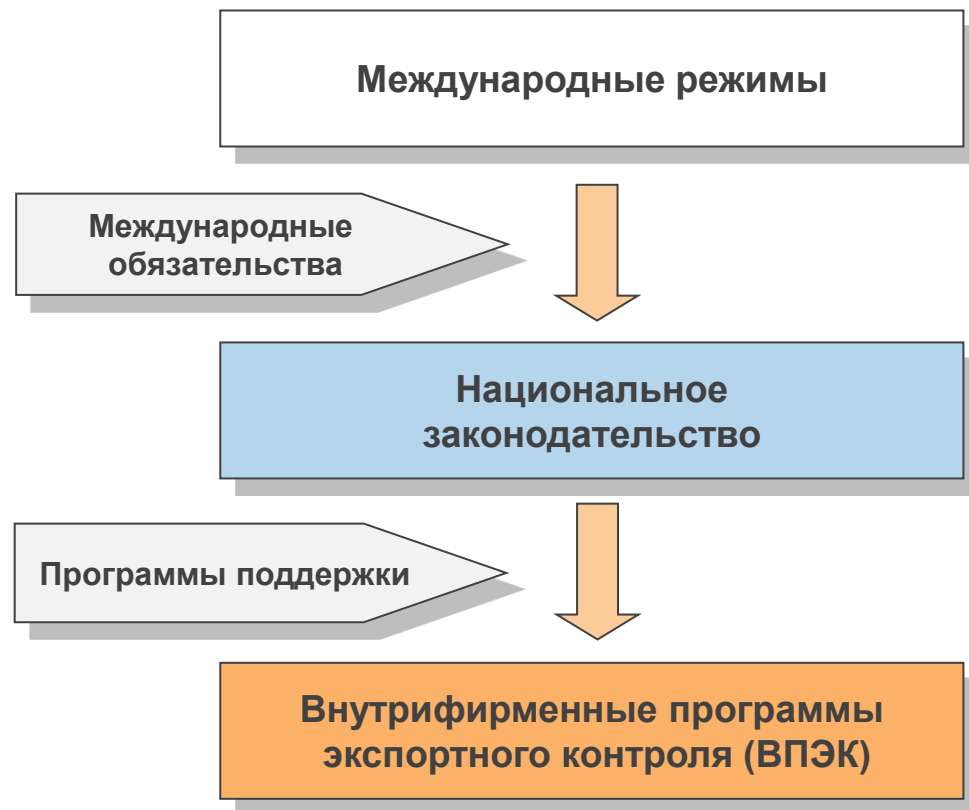 Международные режимы
Международные
обязательства
Национальное
законодательство
Программы поддержки
Внутрифирменные программы
экспортного контроля (ВПЭК)